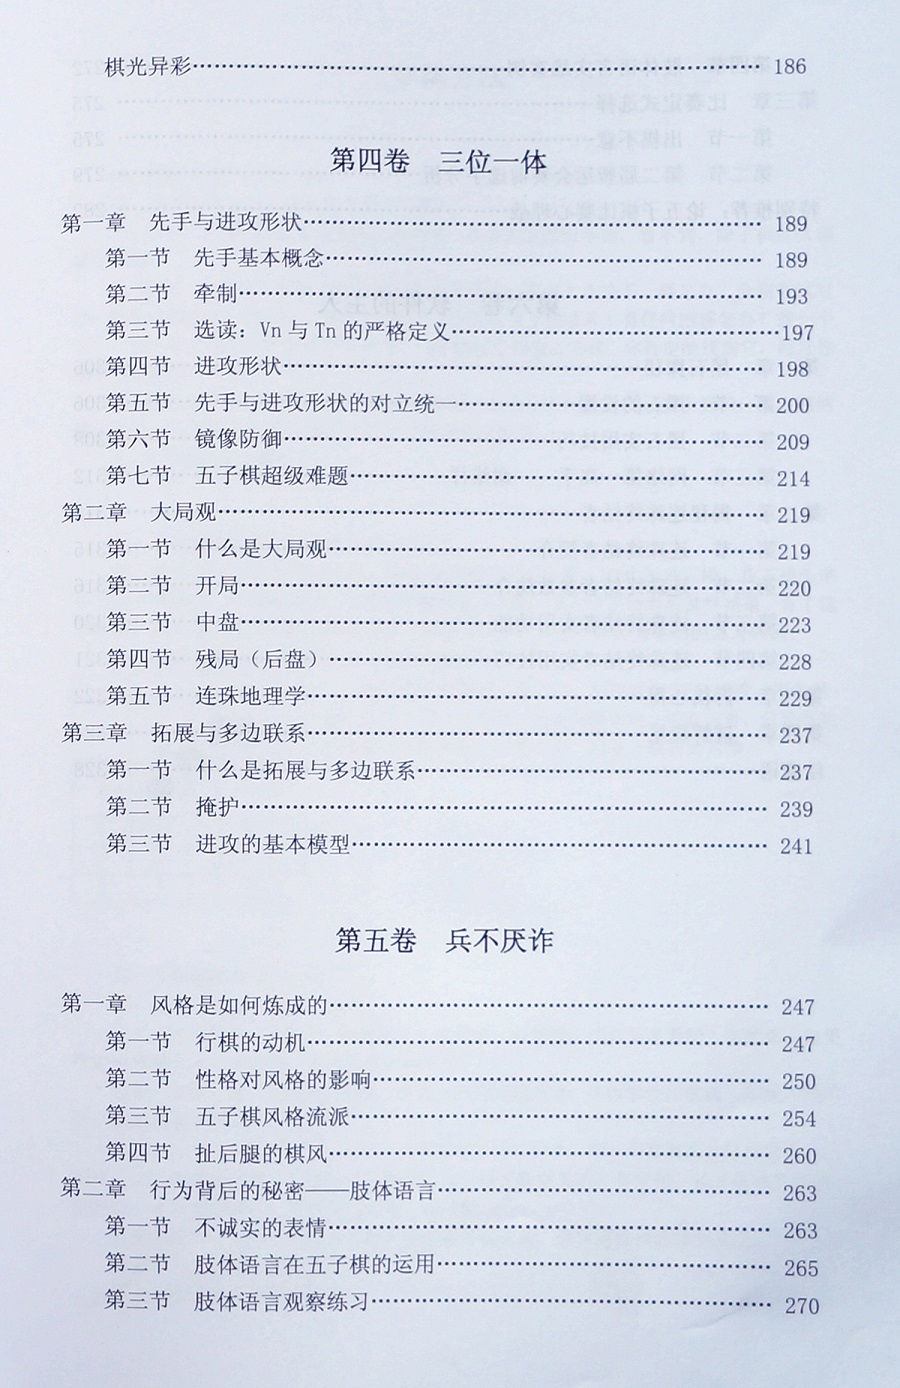 棋光异彩……………………………………………………… 186
第四卷　三位一体
第一章　先手与进攻形状……………………………………………… 189
第一节　先手基本概念……………………………………………… 189
第二节　牵制……………………………………………………… 193
第三节　选读：Vn 与 Tn 的严格定义……………………………… 197
第四节　进攻形状………………………………………………… 198
第五节　先手与进攻形状的对立统一……………………………… 200
第六节　镜像防御………………………………………………… 209
第七节　五子棋超级难题………………………………………… 214
第二章　大局观……………………………………………………… 219
第一节　什么是大局观…………………………………………… 219
第二节　开局……………………………………………………… 220
第三节　中盘……………………………………………………… 223
第四节　残局（后盘）…………………………………………… 228
第五节　连珠地理学……………………………………………… 229
第三章　拓展与多边联系…………………………………………… 237
第一节　什么是拓展与多边联系………………………………… 237
第二节　掩护……………………………………………………… 239
第三节　进攻的基本模型………………………………………… 241
第五卷　兵不厌诈
第一章　风格是如何炼成的………………………………………… 247
第一节　行棋的动机……………………………………………… 247
第二节　性格对风格的影响……………………………………… 250
第三节　五子棋风格流派………………………………………… 254
第四节　扯后腿的棋风…………………………………………… 260
第二章　行为背后的秘密——肢体语言…………………………… 263
第一节　不诚实的表情…………………………………………… 263
第二节　肢体语言在五子棋的运用……………………………… 265
第三节　肢体语言观察练习……………………………………… 270